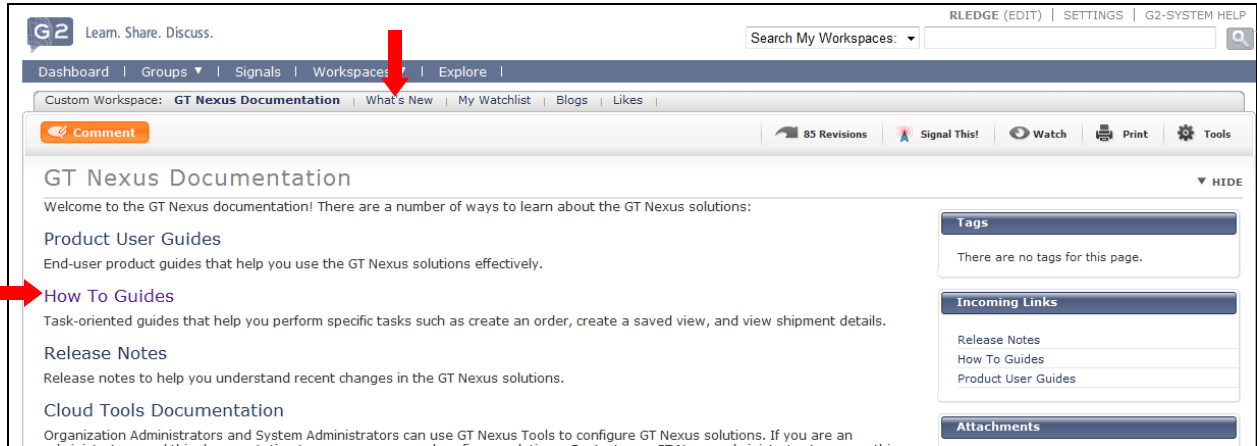 RLEDGE (EDIT) | SETTINGS | G2-SYSTEM HELP
G2 Learn. Share. Discuss.
Search My Workspaces:
Dashboard | Groups ▼ | Signals | Workspaces ▼ | Explore |
Custom Workspace: GT Nexus Documentation | What's New | My Watchlist | Blogs | Likes |
Comment
85 Revisions
Signal This!
Watch
Print
Tools
GT Nexus Documentation
▼ HIDE
Welcome to the GT Nexus documentation! There are a number of ways to learn about the GT Nexus solutions:
Product User Guides
End-user product guides that help you use the GT Nexus solutions effectively.
How To Guides
Task-oriented guides that help you perform specific tasks such as create an order, create a saved view, and view shipment details.
Release Notes
Release notes to help you understand recent changes in the GT Nexus solutions.
Cloud Tools Documentation
Organization Administrators and System Administrators can use GT Nexus Tools to configure GT Nexus solutions. If you are an
Tags
There are no tags for this page.
Incoming Links
Release Notes
How To Guides
Product User Guides
Attachments